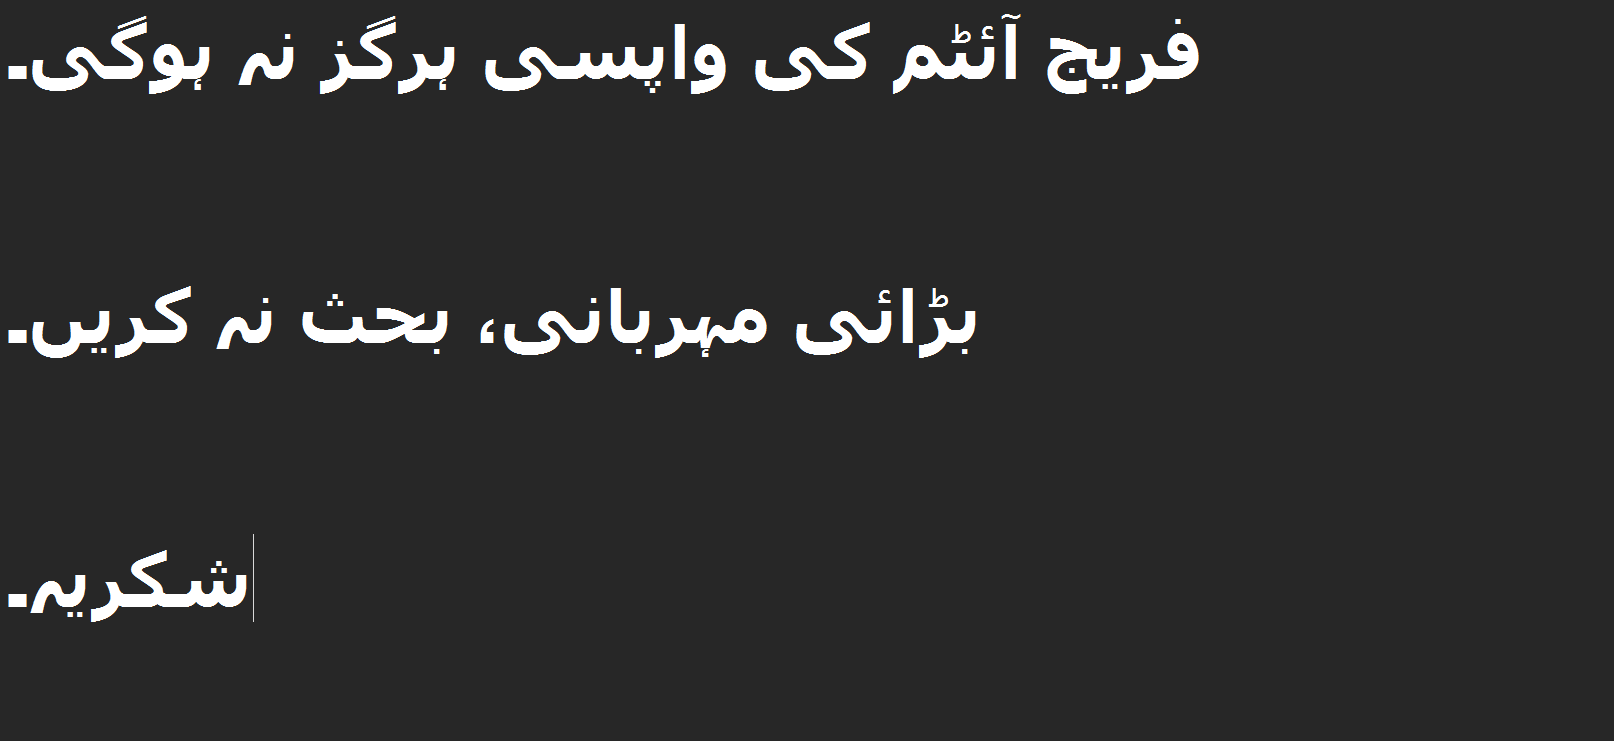 فریج آئٹم کی واپسی ہرگز نہ ہوگی۔
بڑائی مہربانی، بحث نہ کریں۔
شکریہ۔